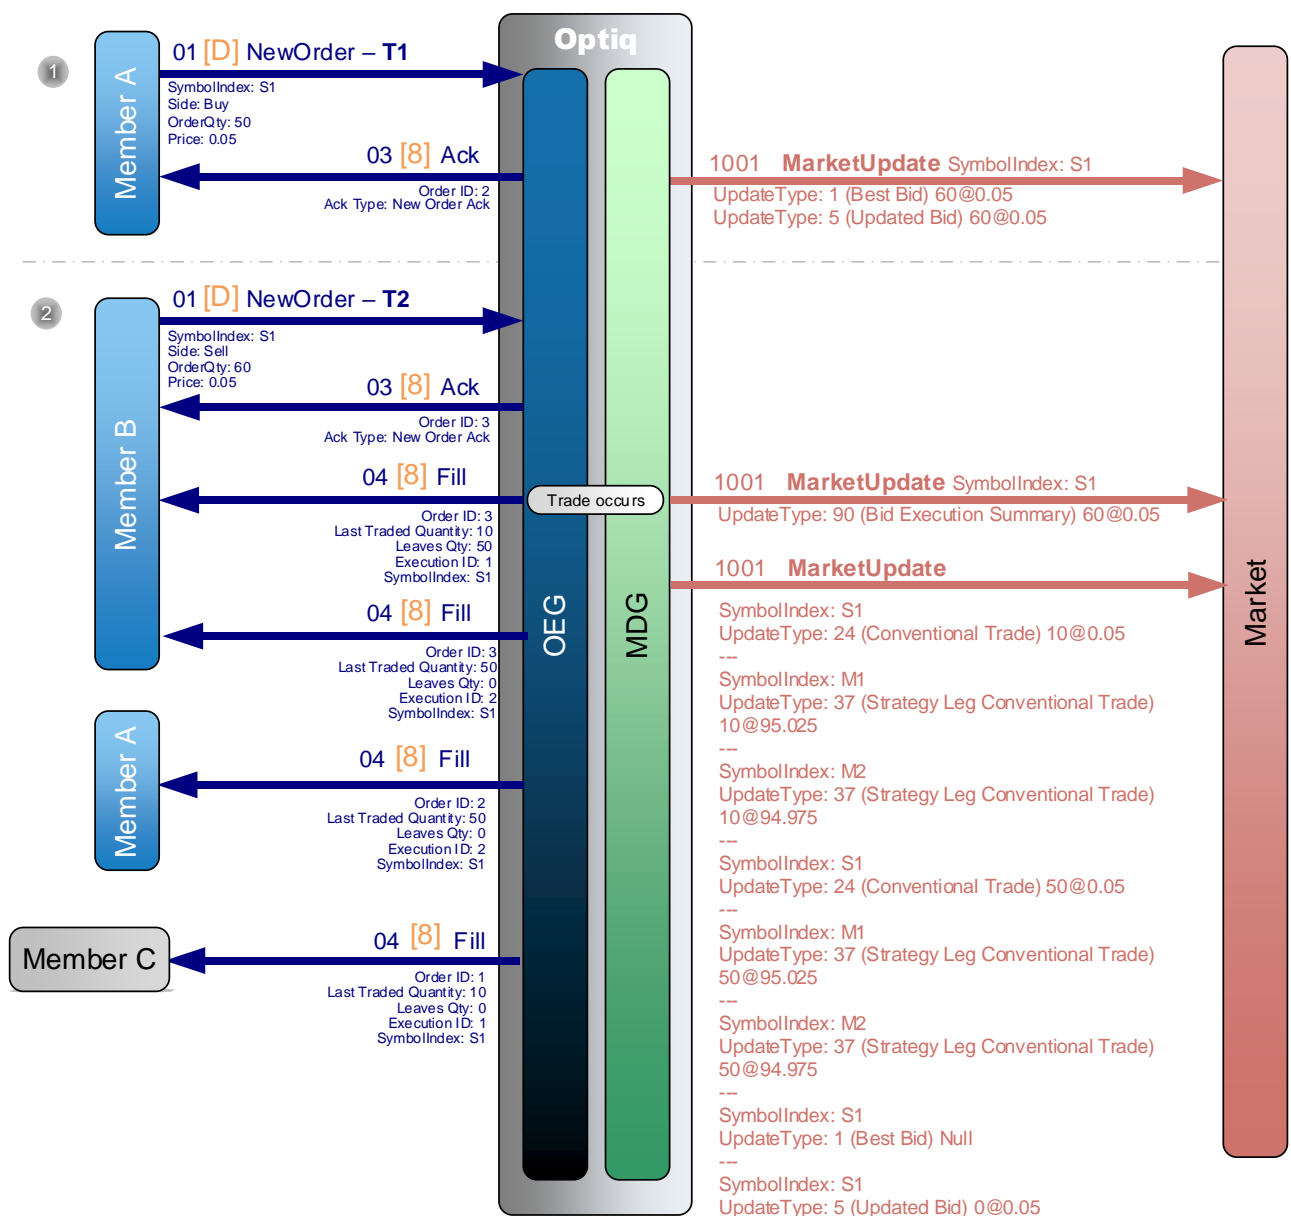 Optiq
1
Member A
01 [D] NewOrder – T1
SymbolIndex: S1
Side: Buy
OrderQty: 50
Price: 0.05
03 [8] Ack
Order ID: 2
Ack Type: New Order Ack
1001 MarketUpdate SymbolIndex: S1
UpdateType: 1 (Best Bid) 60@0.05
UpdateType: 5 (Updated Bid) 60@0.05
2
Member B
01 [D] NewOrder – T2
SymbolIndex: S1
Side: Sell
OrderQty: 60
Price: 0.05
03 [8] Ack
Order ID: 3
Ack Type: New Order Ack
04 [8] Fill
Order ID: 3
Last Traded Quantity: 10
Leaves Qty: 50
Execution ID: 1
SymbolIndex: S1
Trade occurs
1001 MarketUpdate SymbolIndex: S1
UpdateType: 90 (Bid Execution Summary) 60@0.05
04 [8] Fill
Order ID: 3
Last Traded Quantity: 50
Leaves Qty: 0
Execution ID: 2
SymbolIndex: S1
Member A
04 [8] Fill
Order ID: 2
Last Traded Quantity: 50
Leaves Qty: 0
Execution ID: 2
SymbolIndex: S1
Member C
04 [8] Fill
Order ID: 1
Last Traded Quantity: 10
Leaves Qty: 0
Execution ID: 1
SymbolIndex: S1
OEG
MDG
1001 MarketUpdate
SymbolIndex: S1
UpdateType: 24 (Conventional Trade) 10@0.05
---
SymbolIndex: M1
UpdateType: 37 (Strategy Leg Conventional Trade)
10@95.025
---
SymbolIndex: M2
UpdateType: 37 (Strategy Leg Conventional Trade)
10@94.975
---
SymbolIndex: S1
UpdateType: 24 (Conventional Trade) 50@0.05
---
SymbolIndex: M1
UpdateType: 37 (Strategy Leg Conventional Trade)
50@95.025
---
SymbolIndex: M2
UpdateType: 37 (Strategy Leg Conventional Trade)
50@94.975
---
SymbolIndex: S1
UpdateType: 1 (Best Bid) Null
---
SymbolIndex: S1
UpdateType: 5 (Updated Bid) 0@0.05
Market